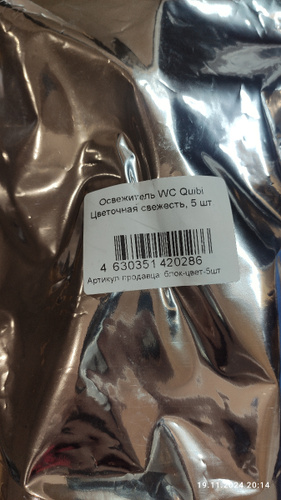 Освежитель WC Quibi
Цветочная свежесть, 5 шт
4 630351 420286
Артикул продавца: блок-цвет-5шт
19.11.2024 20:14